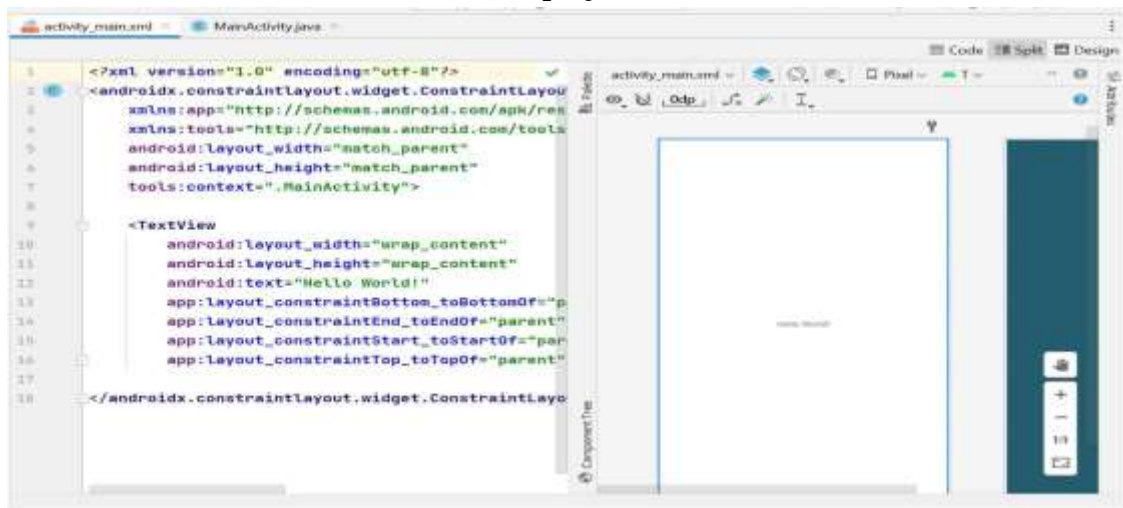 activity_main.xml MainActivity.java
Code Split Design
1 <?xml version="1.0" encoding="utf-8"?>
2 <androidx.constraintlayout.widget.ConstraintLayou
3 xmlns:app="http://schemas.android.com/apk/res
4 xmlns:tools="http://schemas.android.com/tools
5 android:layout_width="match_parent"
6 android:layout_height="match_parent"
7 tools:context=".MainActivity">
8
9 <TextView
10 android:layout_width="wrap_content"
11 android:layout_height="wrap_content"
12 android:text="Hello World!"
13 app:layout_constraintBottom_toBottomOf="p
14 app:layout_constraintEnd_toEndOf="parent"
15 app:layout_constraintStart_toStartOf="par
16 app:layout_constraintTop_toTopOf="parent"
17
18 </androidx.constraintlayout.widget.ConstraintLayo
Palette
Component Tree
activity_main.xml Pixel T
0dp
Hello World!
Attributes
1:1